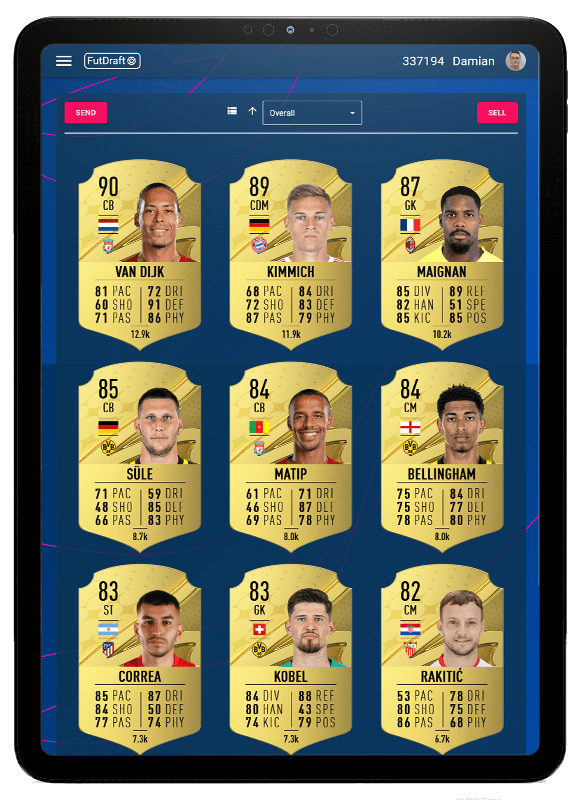 FutDraft
337194 Damian
SEND
Overall
SELL
90
CB
VAN DIJK
81 PAC 72 DRI
60 SHO 91 DEF
71 PAS 86 PHY
12.9k
89
CDM
KIMMICH
68 PAC 84 DRI
72 SHO 83 DEF
87 PAS 79 PHY
11.9k
87
GK
MAIGNAN
85 DIV 89 REF
82 HAN 51 SPE
85 KIC 85 POS
10.2k
85
CB
SÜLE
71 PAC 59 DRI
48 SHO 85 DEF
66 PAS 83 PHY
8.7k
84
CB
MATIP
61 PAC 71 DRI
46 SHO 87 DEF
69 PAS 78 PHY
8.0k
84
CM
BELLINGHAM
75 PAC 84 DRI
75 SHO 77 DEF
78 PAS 80 PHY
8.0k
83
ST
CORREA
85 PAC 87 DRI
84 SHO 50 DEF
77 PAS 74 PHY
7.3k
83
GK
KOBEL
84 DIV 88 REF
80 HAN 43 SPE
74 KIC 79 POS
7.3k
82
CM
RAKITIĆ
53 PAC 78 DRI
80 SHO 75 DEF
86 PAS 68 PHY
6.7k